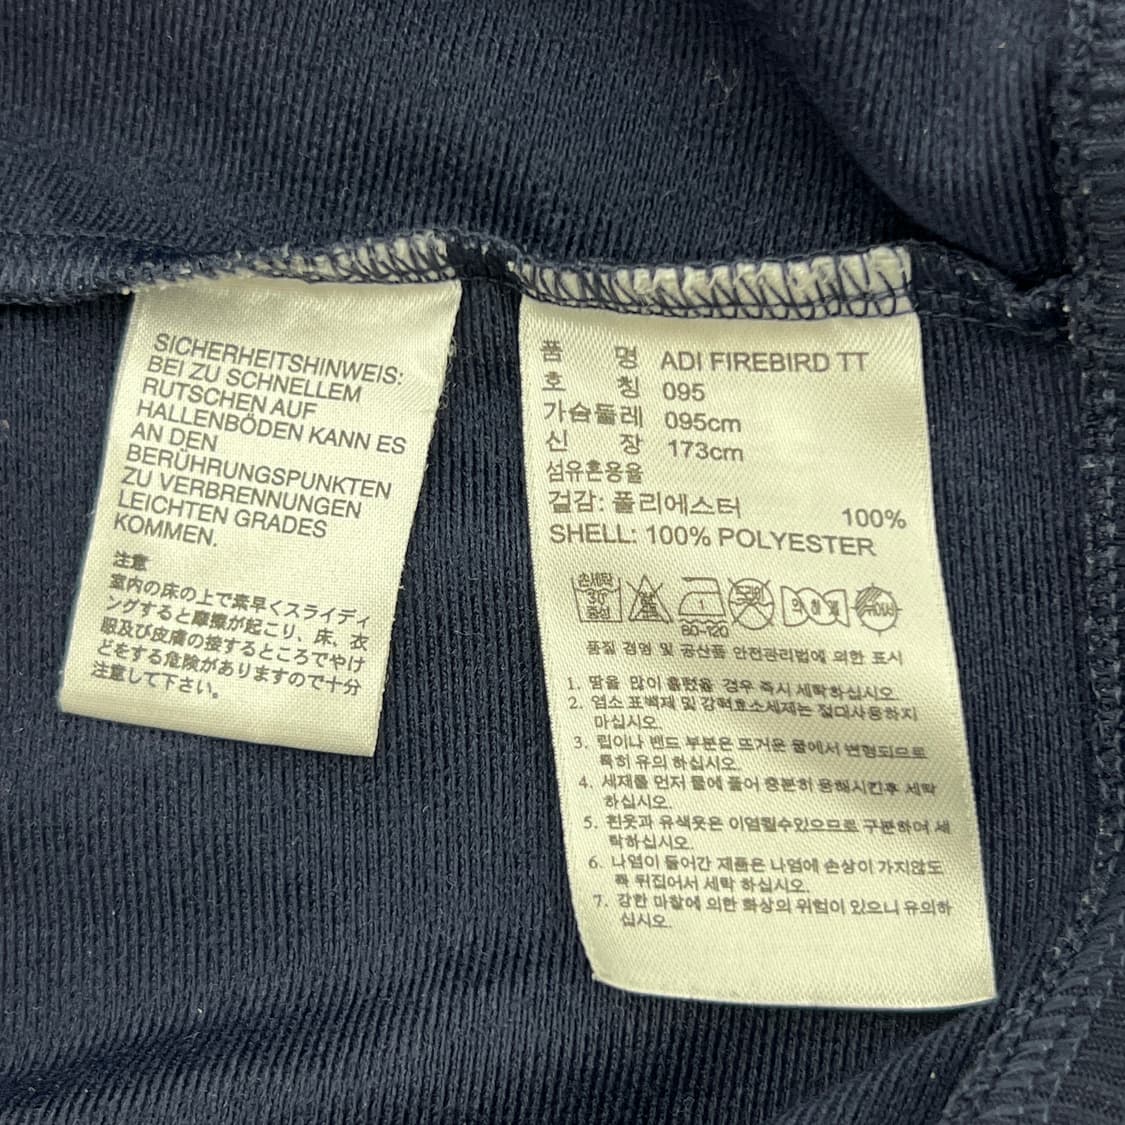 SICHERHEITSHINWEIS:
BEI ZU SCHNELLEM
RUTSCHEN AUF
HALLENBÖDEN KANN ES
AN DEN
BERÜHRUNGSPUNKTEN
ZU VERBRENNUNGEN
LEICHTEN GRADES
KOMMEN.
注意
室内の床の上で素早くスライディ
ングすると摩擦が起こり、床、衣
服及び皮膚の接するところでやけ
どをする危険がありますので十分
注意して下さい。
품 명 ADI FIREBIRD TT
호 칭 095
가슴둘레 095cm
신 장 173cm
섬유혼용율
겉감: 폴리에스터 100%
SHELL: 100% POLYESTER
손세탁
30
중성
80-120
품질 경영 및 공산품 안전관리법에 의한 표시
1. 땀을 많이 흘렸을 경우 즉시 세탁하십시오.
2. 염소 표백제 및 강력효소세제는 절대사용하지
마십시오.
3. 립이나 밴드 부분은 뜨거운 물에서 변형되므로
특히 유의 하십시오.
4. 세재를 먼저 물에 풀어 충분히 용해시킨후 세탁
하십시오.
5. 흰옷과 유색옷은 이염될수있으므로 구분하여 세
탁하십시오.
6. 나염이 들어간 제품은 나염에 손상이 가지않도
록 뒤집어서 세탁 하십시오.
7. 강한 마찰에 의한 화상의 위험이 있으니 유의하
십시오.